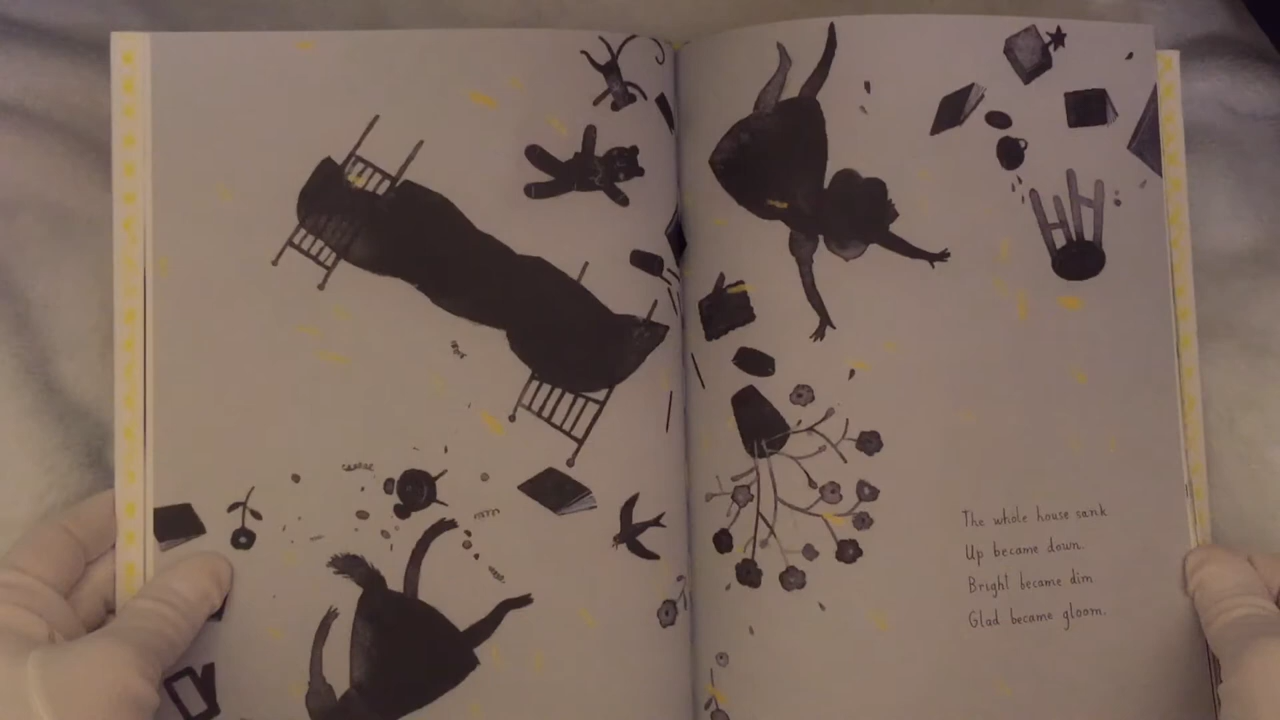 The whole house sank.
Up became down.
Bright became dim
Glad became gloom.